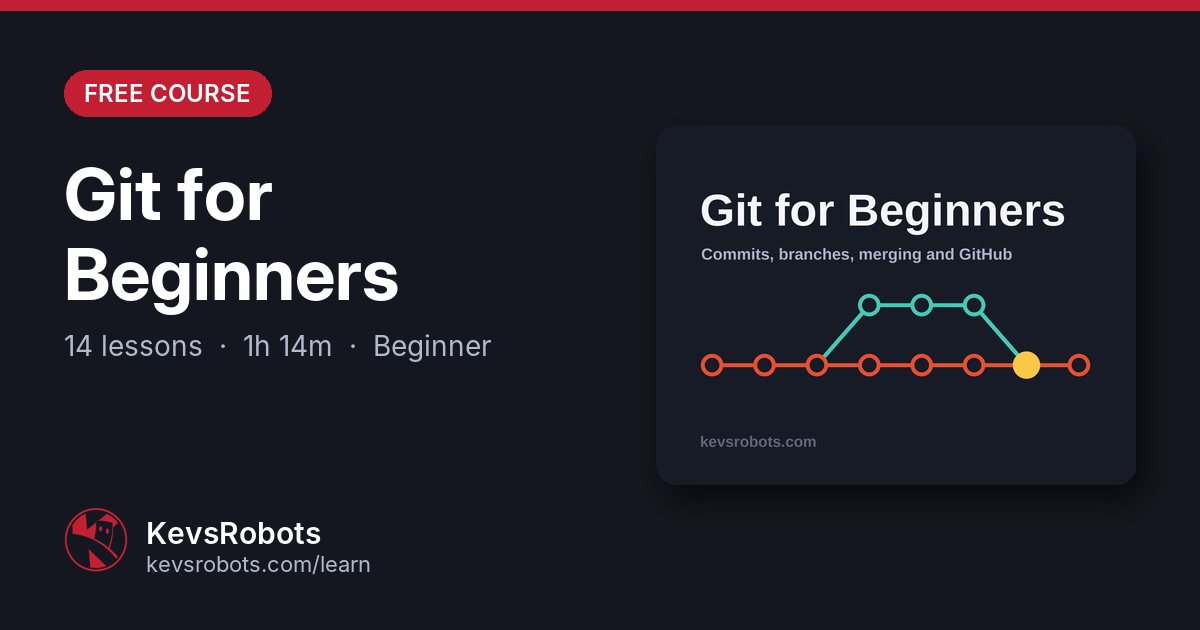 FREE COURSE
Git for
Beginners
14 lessons · 1h 14m · Beginner
Git for Beginners
Commits, branches, merging and GitHub
kevsrobots.com
KevsRobots
kevsrobots.com/learn